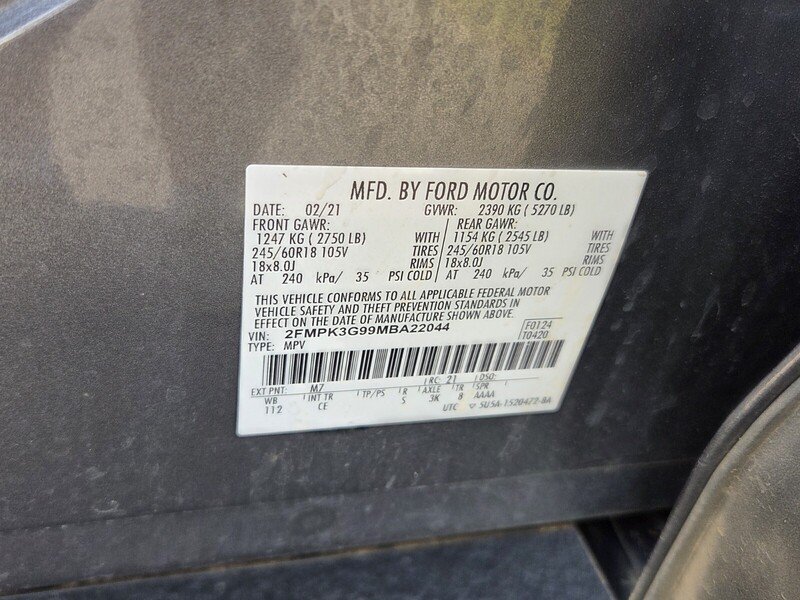 MFD. BY FORD MOTOR CO.
DATE: 02/21 GVWR: 2390 KG ( 5270 LB)
FRONT GAWR: REAR GAWR:
1247 KG ( 2750 LB) WITH 1154 KG ( 2545 LB) WITH
245/60R18 105V TIRES 245/60R18 105V TIRES
18x8.0J RIMS 18x8.0J RIMS
AT 240 kPa/ 35 PSI COLD AT 240 kPa/ 35 PSI COLD
THIS VEHICLE CONFORMS TO ALL APPLICABLE FEDERAL MOTOR
VEHICLE SAFETY AND THEFT PREVENTION STANDARDS IN
EFFECT ON THE DATE OF MANUFACTURE SHOWN ABOVE.
VIN: 2FMPK3G99MBA22044 F0124
TYPE: MPV T0420
EXT PNT: M7 RC: 21 DSO:
WB INT TR TP/PS R AXLE TR SPR
112 CE S 3K 8 AAAA
UTC ▽ 5U5A-1520472-BA